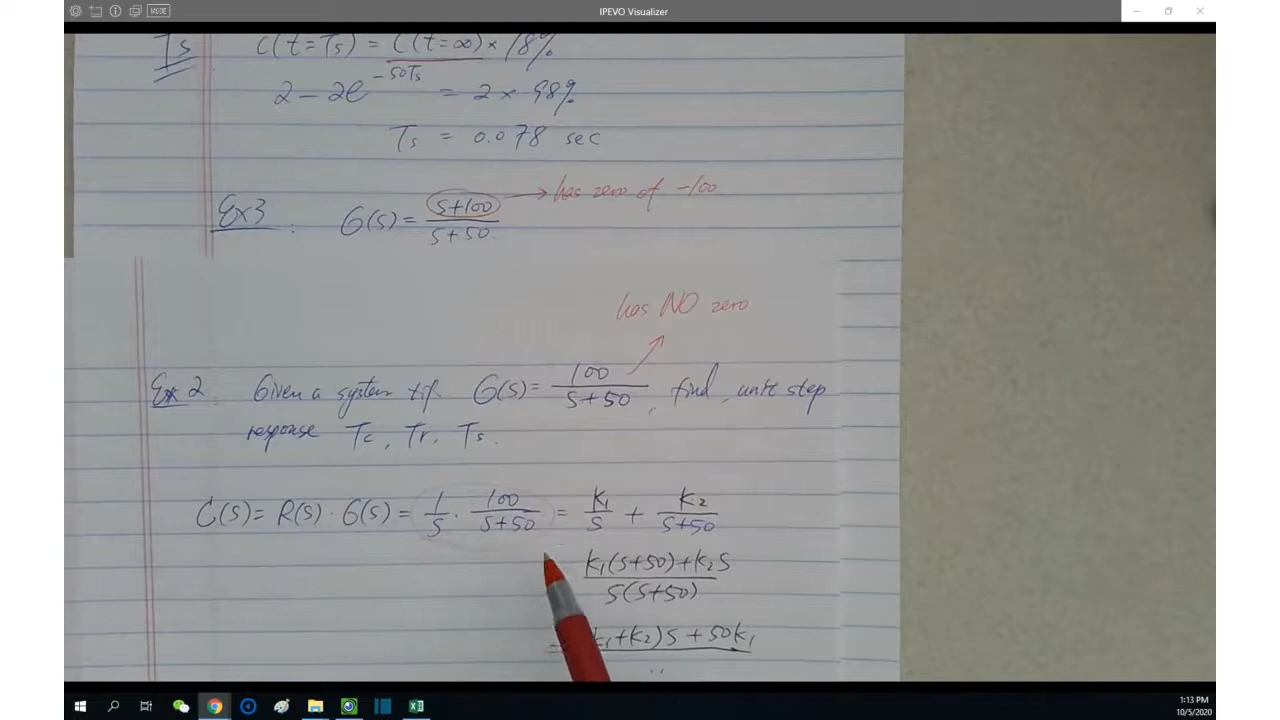 IPEVO Visualizer
MODE
Ts C(t=Ts) = C(t=∞) × 98%
2 - 2e^-50Ts = 2 × 98%
Ts = 0.078 sec
Ex3. G(s) = (s+100)/(s+50) → has zero of -100
has NO zero
Ex 2. Given a system t.f. G(s) = 100/(s+50), find unit step
response Tc, Tr, Ts.
C(s) = R(s) · G(s) = 1/s · 100/(s+50) = K1/s + K2/(s+50)
K1(s+50)+K2s
s(s+50)
K1+K2)s + 50K1
1:13 PM
10/5/2020